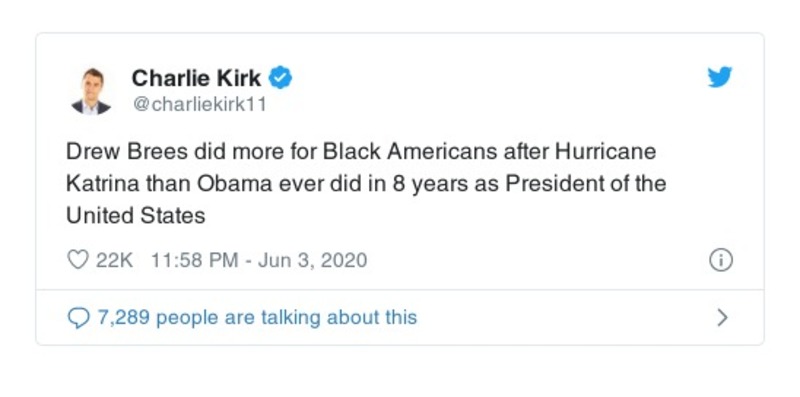 Charlie Kirk
@charliekirk11
Drew Brees did more for Black Americans after Hurricane
Katrina than Obama ever did in 8 years as President of the
United States
22K 11:58 PM - Jun 3, 2020
7,289 people are talking about this